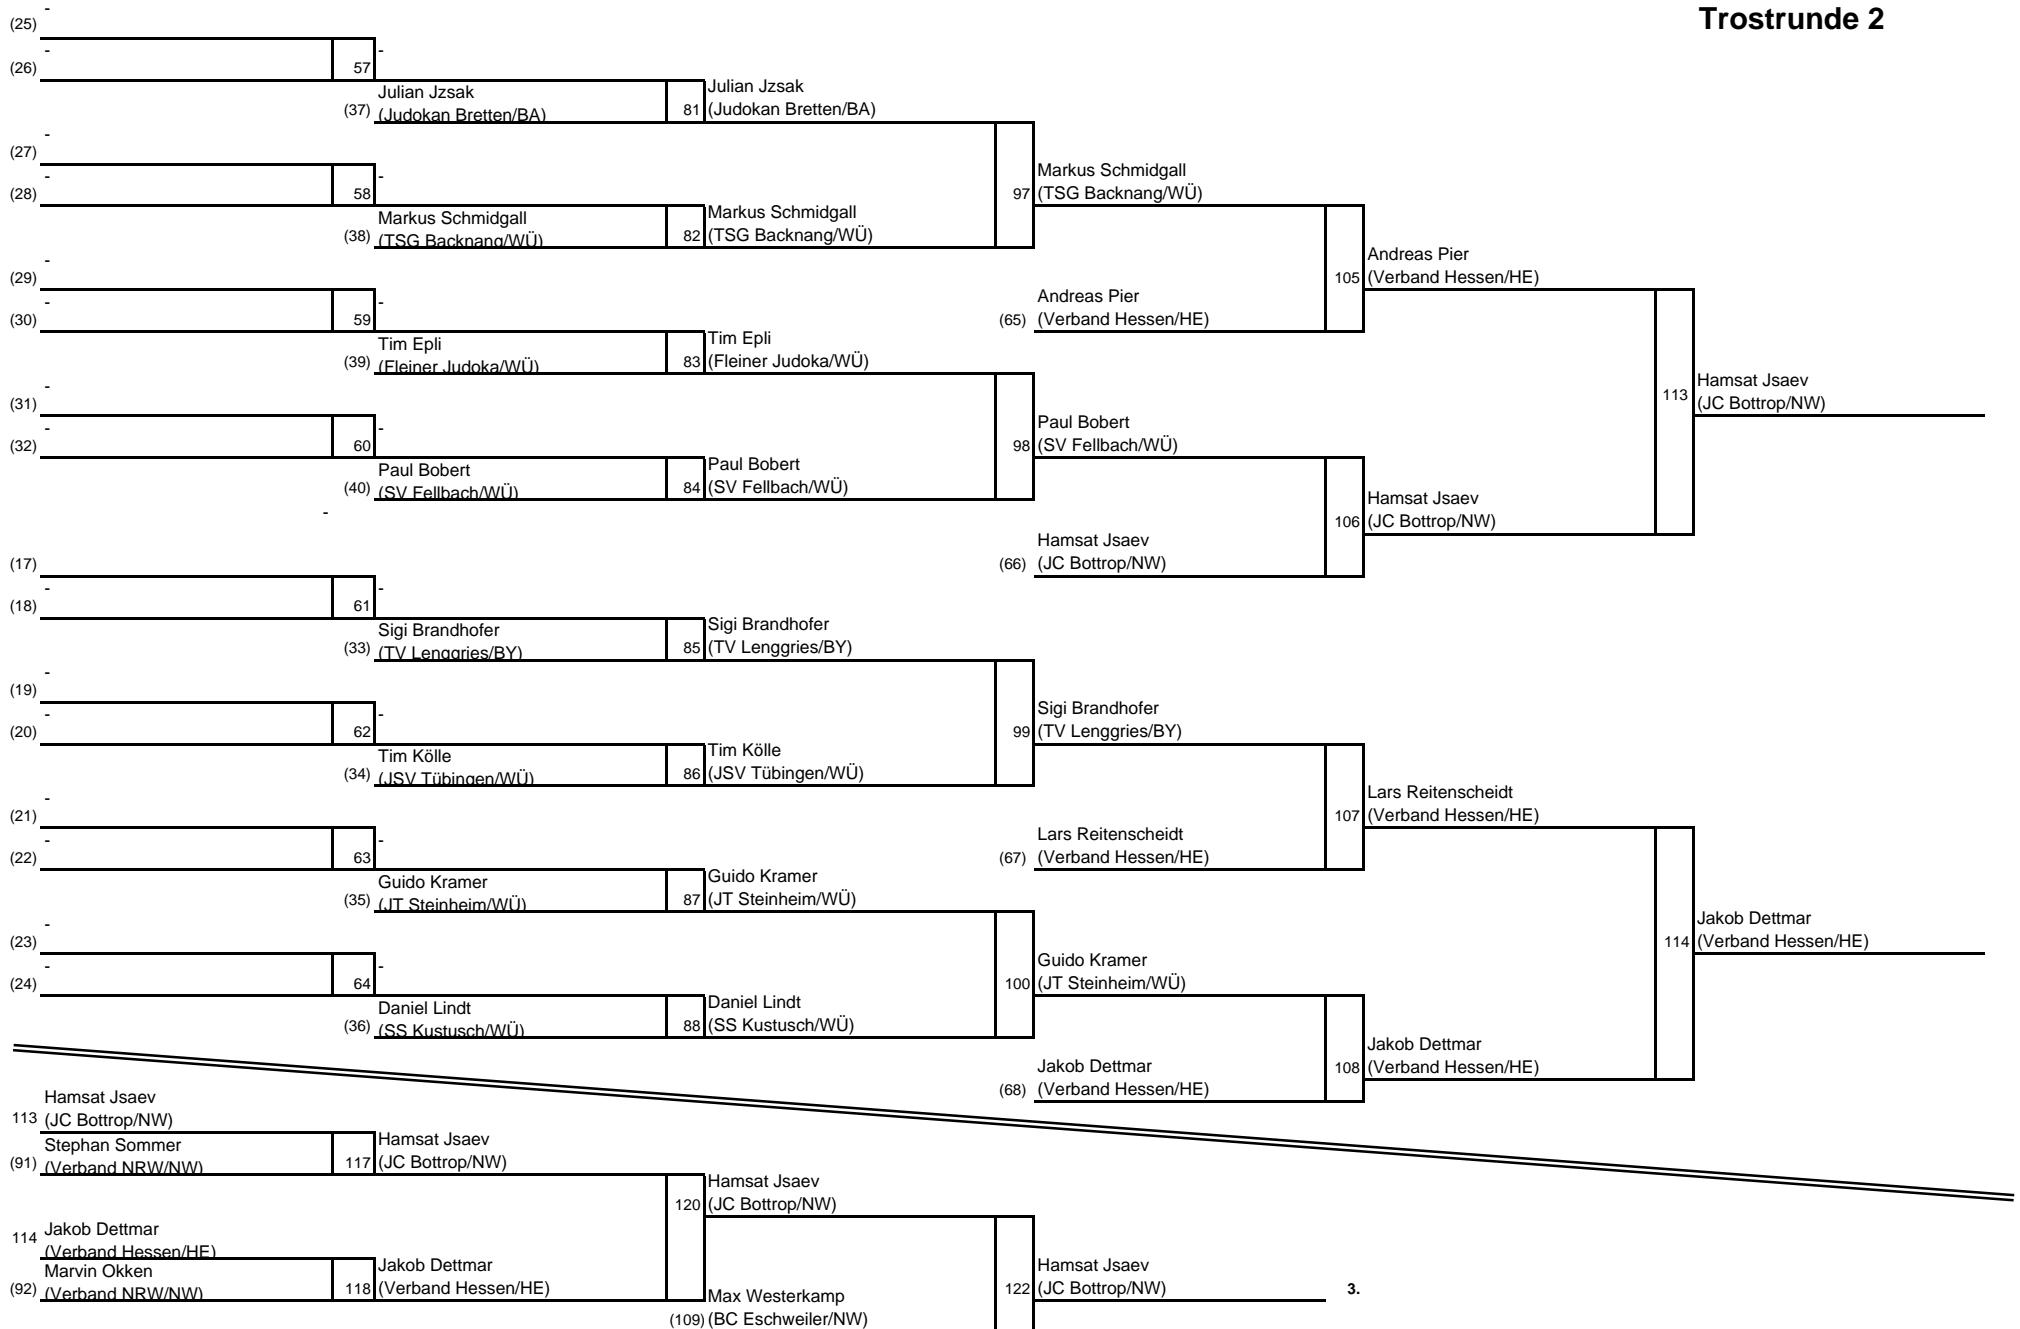 Trostrunde 2
-
(25)
-
(26)
57
-
Julian Jzsak
(37) (Judokan Bretten/BA)
81
Julian Jzsak
(Judokan Bretten/BA)
-
(27)
-
(28)
58
-
Markus Schmidgall
(38) (TSG Backnang/WÜ)
82
Markus Schmidgall
(TSG Backnang/WÜ)
97
Markus Schmidgall
(TSG Backnang/WÜ)
-
(29)
-
(30)
59
-
Tim Epli
(39) (Fleiner Judoka/WÜ)
83
Tim Epli
(Fleiner Judoka/WÜ)
Andreas Pier
(65) (Verband Hessen/HE)
105
Andreas Pier
(Verband Hessen/HE)
-
(31)
-
(32)
60
-
Paul Bobert
(40) (SV Fellbach/WÜ)
84
Paul Bobert
(SV Fellbach/WÜ)
98
Paul Bobert
(SV Fellbach/WÜ)
113
Hamsat Jsaev
(JC Bottrop/NW)
-
Hamsat Jsaev
(66) (JC Bottrop/NW)
106
Hamsat Jsaev
(JC Bottrop/NW)
(17)
-
(18)
61
-
Sigi Brandhofer
(33) (TV Lenggries/BY)
85
Sigi Brandhofer
(TV Lenggries/BY)
-
(19)
-
(20)
62
-
Tim Kölle
(34) (JSV Tübingen/WÜ)
86
Tim Kölle
(JSV Tübingen/WÜ)
99
Sigi Brandhofer
(TV Lenggries/BY)
-
(21)
-
(22)
63
-
Guido Kramer
(35) (JT Steinheim/WÜ)
87
Guido Kramer
(JT Steinheim/WÜ)
Lars Reitenscheidt
(67) (Verband Hessen/HE)
107
Lars Reitenscheidt
(Verband Hessen/HE)
-
(23)
-
(24)
64
-
Daniel Lindt
(36) (SS Kustusch/WÜ)
88
Daniel Lindt
(SS Kustusch/WÜ)
100
Guido Kramer
(JT Steinheim/WÜ)
114
Jakob Dettmar
(Verband Hessen/HE)
Jakob Dettmar
(68) (Verband Hessen/HE)
108
Jakob Dettmar
(Verband Hessen/HE)
Hamsat Jsaev
113 (JC Bottrop/NW)
Stephan Sommer
(91) (Verband NRW/NW)
117
Hamsat Jsaev
(JC Bottrop/NW)
120
Hamsat Jsaev
(JC Bottrop/NW)
114 Jakob Dettmar
(Verband Hessen/HE)
Marvin Okken
(92) (Verband NRW/NW)
118
Jakob Dettmar
(Verband Hessen/HE)
Max Westerkamp
(109) (BC Eschweiler/NW)
122
Hamsat Jsaev
(JC Bottrop/NW)
3.